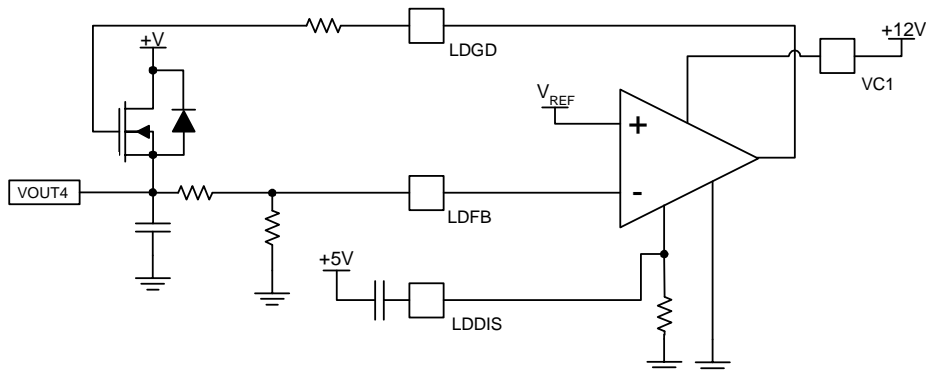 +V
LDGD
+12V
VC1
V_REF
+
-
VOUT4
LDFB
+5V
LDDIS